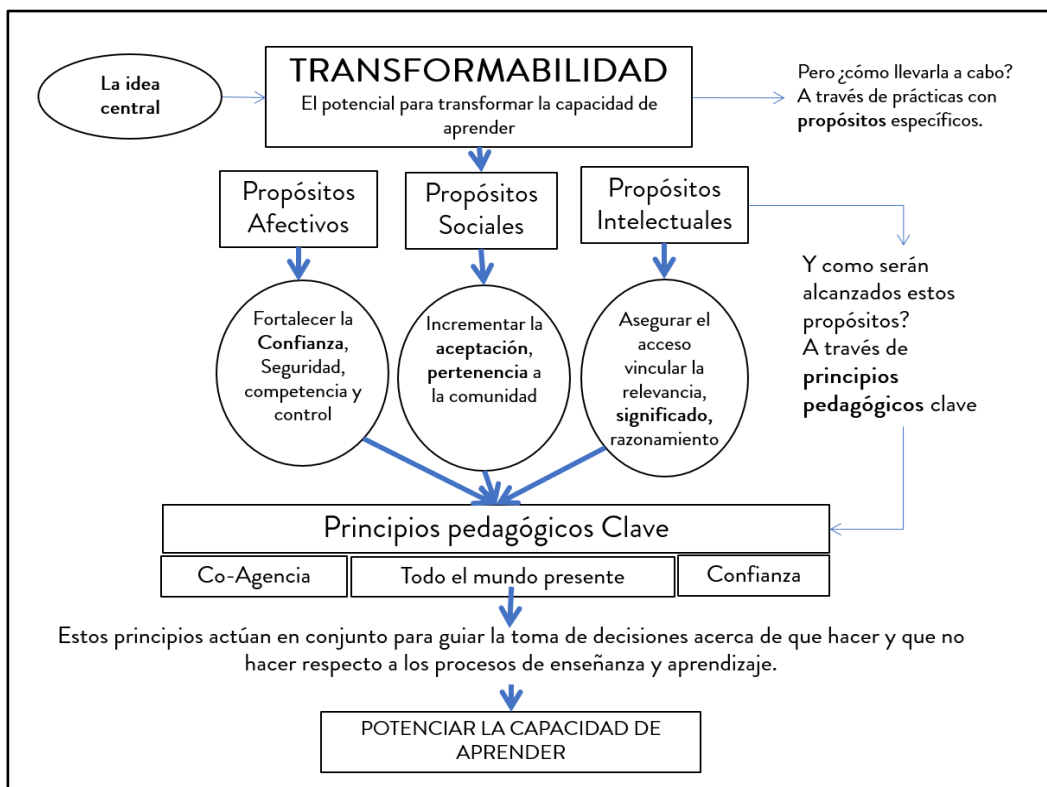 La idea
central
TRANSFORMABILIDAD
El potencial para transformar la capacidad de
aprender
Pero ¿cómo llevarla a cabo?
A través de prácticas con
propósitos específicos.
Propósitos
Afectivos
Propósitos
Sociales
Propósitos
Intelectuales
Fortalecer la
Confianza,
Seguridad,
competencia y
control
Incrementar la
aceptación,
pertenencia a
la comunidad
Asegurar el
acceso
vincular la
relevancia,
significado,
razonamiento
Y como serán
alcanzados estos
propósitos?
A través de
principios
pedagógicos clave
Principios pedagógicos Clave
Co-Agencia
Todo el mundo presente
Confianza
Estos principios actúan en conjunto para guiar la toma de decisiones acerca de que hacer y que no
hacer respecto a los procesos de enseñanza y aprendizaje.
POTENCIAR LA CAPACIDAD DE
APRENDER